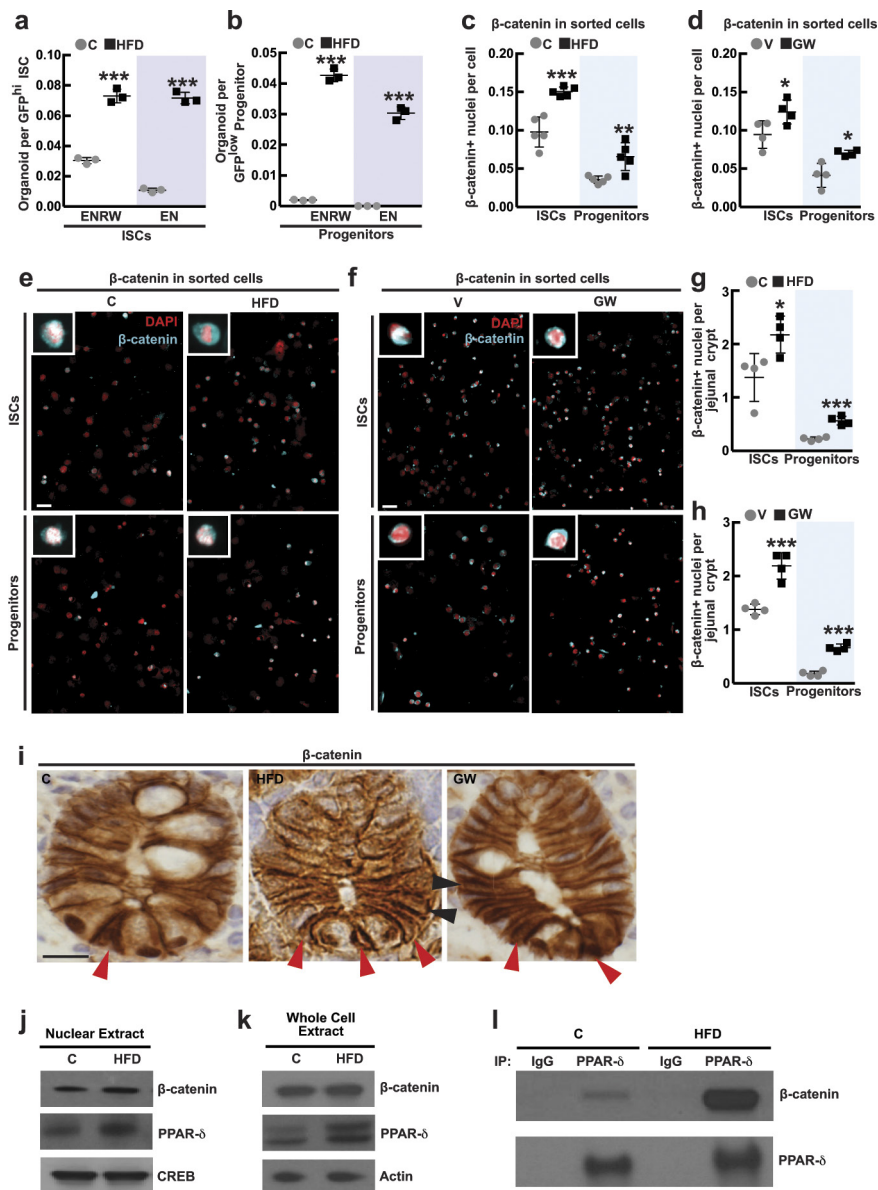 a
C HFD
Organoid per GFPhi ISC
0.10
0.08
0.06
0.04
0.02
0.00
***
***
ENRW EN
ISCs
b
C HFD
Organoid per
GFPlow Progenitor
0.05
0.04
0.03
0.02
0.01
0.00
***
***
ENRW EN
Progenitors
c
β-catenin in sorted cells
C HFD
β-catenin+ nuclei per cell
0.20
0.15
0.10
0.05
0.00
***
**
ISCs Progenitors
d
β-catenin in sorted cells
V GW
β-catenin+ nuclei per cell
0.20
0.15
0.10
0.05
0.00
*
*
ISCs Progenitors
e
β-catenin in sorted cells
C HFD
DAPI
β-catenin
ISCs
Progenitors
f
β-catenin in sorted cells
V GW
DAPI
β-catenin
ISCs
Progenitors
g
C HFD
β-catenin+ nuclei per
jejunal crypt
3
2
1
0
*
***
ISCs Progenitors
h
V GW
β-catenin+ nuclei per
jejunal crypt
3
2
1
0
***
***
ISCs Progenitors
i
β-catenin
C HFD GW
j
Nuclear Extract
C HFD
β-catenin
PPAR-δ
CREB
k
Whole Cell
Extract
C HFD
β-catenin
PPAR-δ
Actin
l
C HFD
IP: IgG PPAR-δ IgG PPAR-δ
β-catenin
PPAR-δ